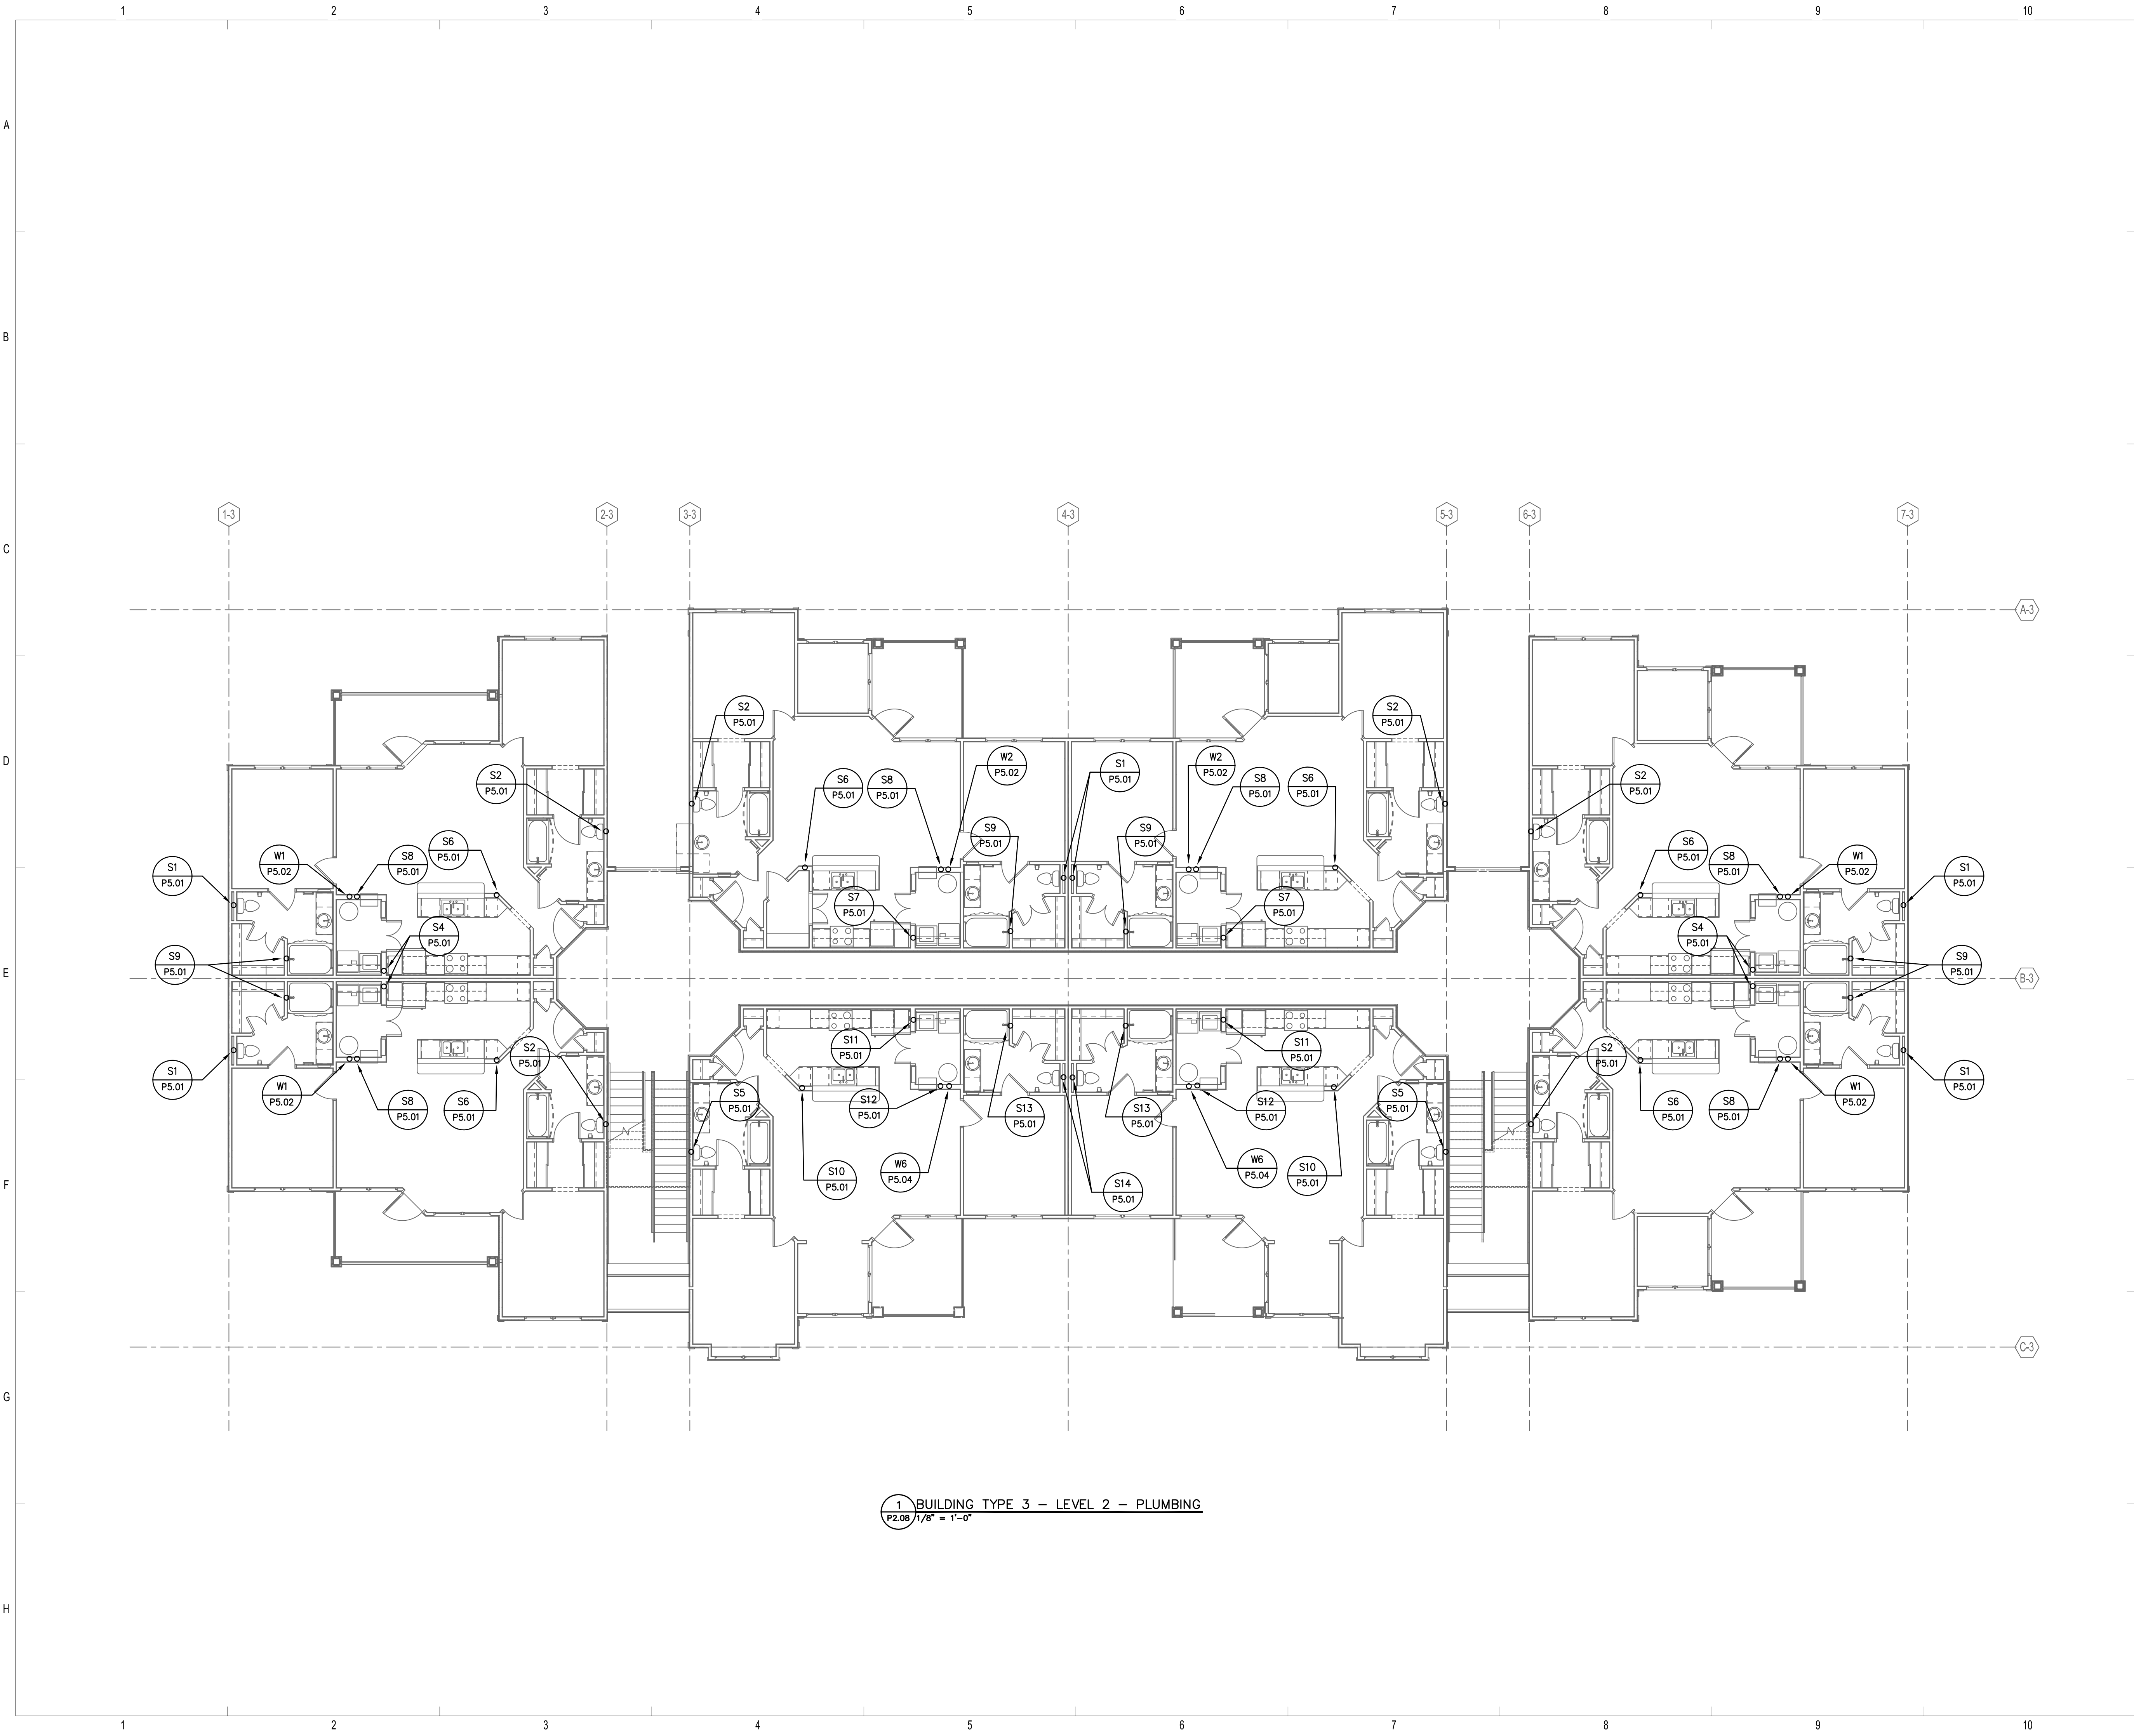 1 2 3 4 5 6 7 8 9 10
A
B
C
D
E
F
G
H
1-3 2-3 3-3 4-3 5-3 6-3 7-3
A-3
S2
P5.01
S2
P5.01
W2
P5.02
S1
P5.01
W2
P5.02
S2
P5.01
S6
P5.01
S8
P5.01
S8
P5.01
S6
P5.01
S2
P5.01
S9
P5.01
S9
P5.01
S1
P5.01
W1
P5.02
S8
P5.01
S6
P5.01
S6
P5.01
S8
P5.01
W1
P5.02
S1
P5.01
S7
P5.01
S7
P5.01
S4
P5.01
S4
P5.01
S9
P5.01
S9
P5.01
B-3
S2
P5.01
S11
P5.01
S11
P5.01
S2
P5.01
S1
P5.01
S1
P5.01
W1
P5.02
S8
P5.01
S6
P5.01
S5
P5.01
S12
P5.01
S13
P5.01
S13
P5.01
S12
P5.01
S5
P5.01
S6
P5.01
S8
P5.01
W1
P5.02
S10
P5.01
W6
P5.04
S14
P5.01
W6
P5.04
S10
P5.01
C-3
1
P2.08
BUILDING TYPE 3 – LEVEL 2 – PLUMBING
1/8" = 1'-0"
1 2 3 4 5 6 7 8 9 10